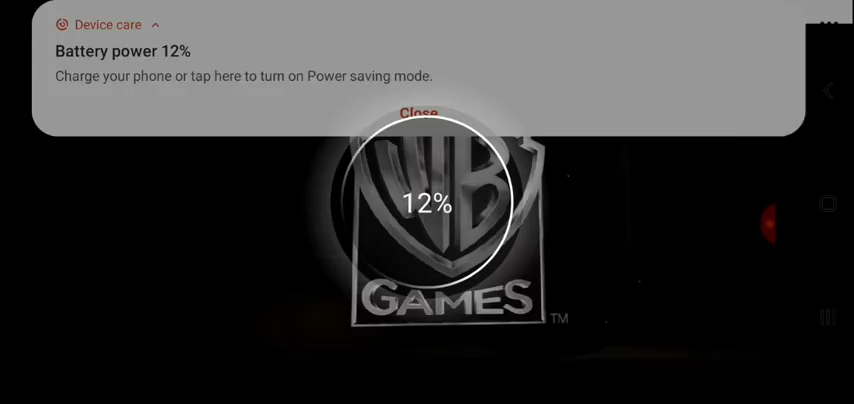 Device care
Battery power 12%
Charge your phone or tap here to turn on Power saving mode.
Close
12%
WB
GAMES
TM